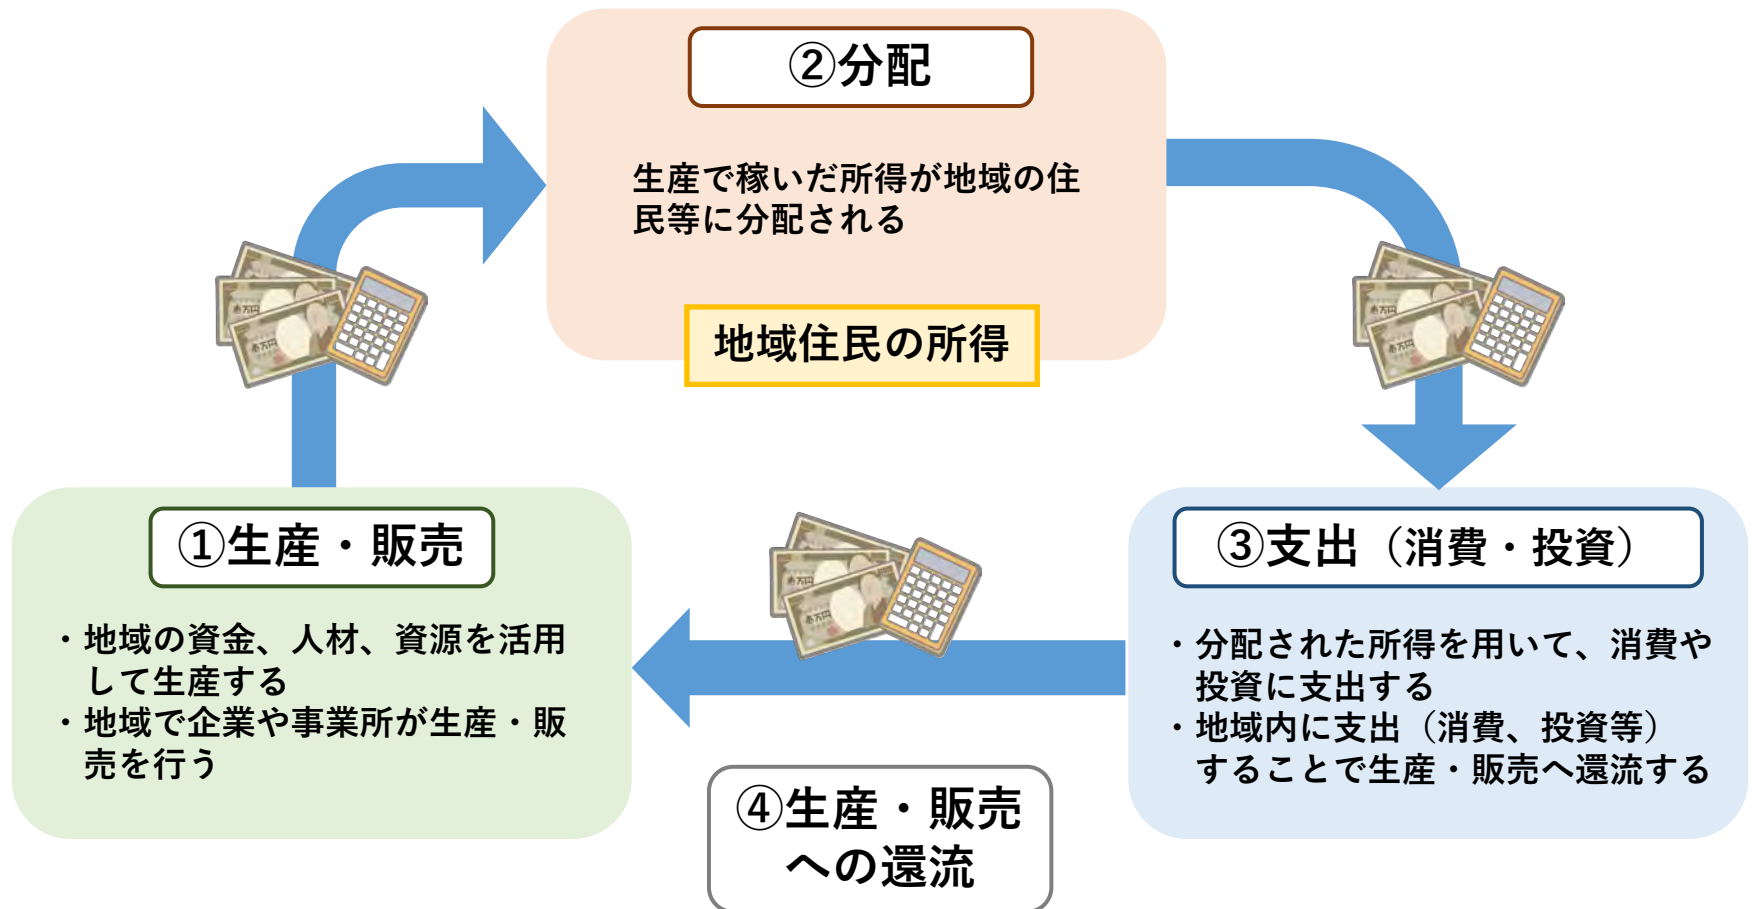 ②分配
生産で稼いだ所得が地域の住
民等に分配される
地域住民の所得
①生産・販売
・地域の資金、人材、資源を活用
して生産する
・地域で企業や事業所が生産・販
売を行う
③支出（消費・投資）
・分配された所得を用いて、消費や
投資に支出する
・地域内に支出（消費、投資等）
することで生産・販売へ還流する
④生産・販売
への還流